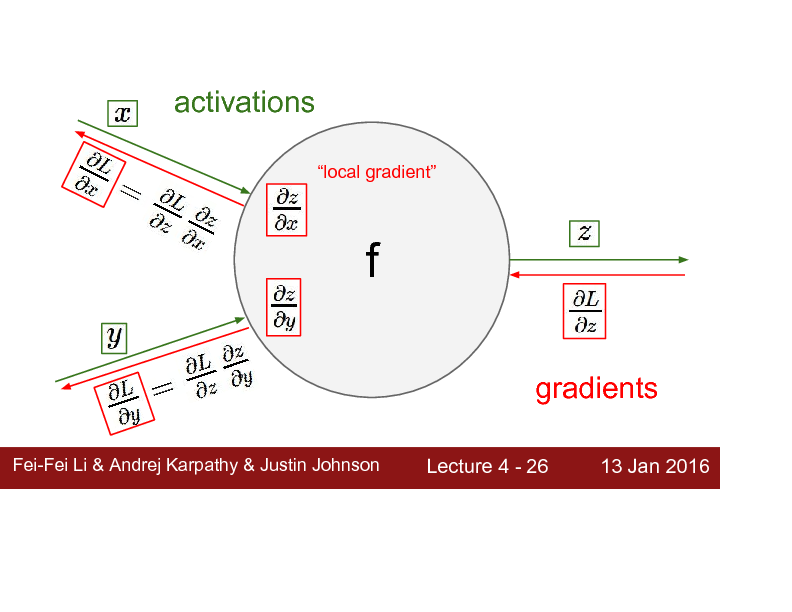 activations
x
“local gradient”
∂L/∂x = ∂L/∂z ∂z/∂x
∂z/∂x
f
z
∂z/∂y
∂L/∂z
y
∂L/∂y = ∂L/∂z ∂z/∂y
gradients
Fei-Fei Li & Andrej Karpathy & Justin Johnson Lecture 4 - 26 13 Jan 2016